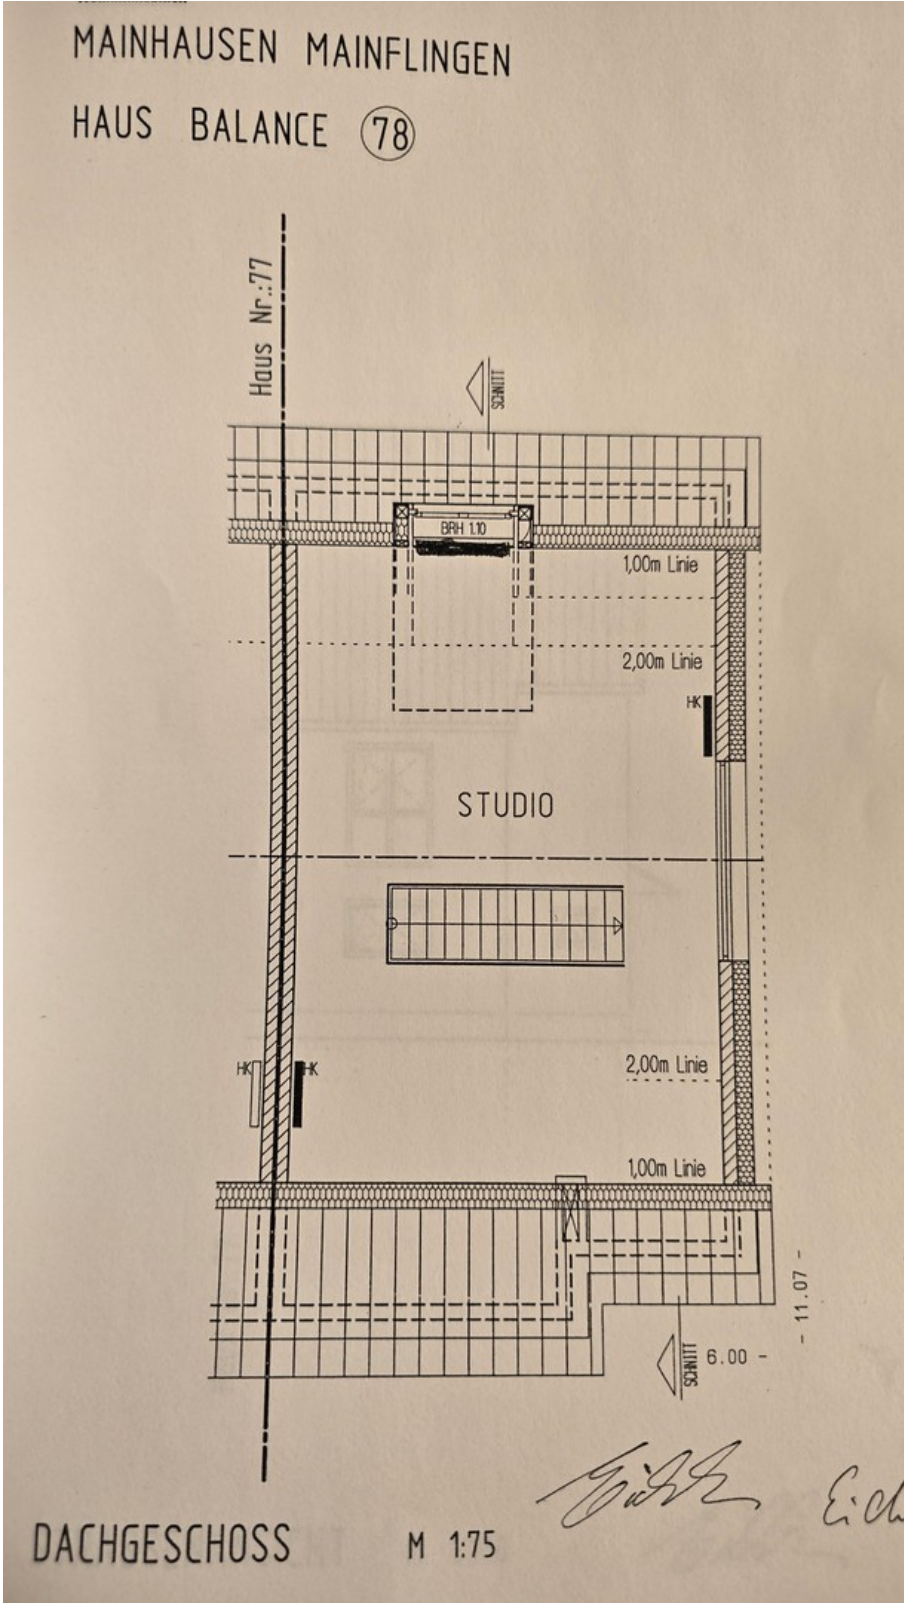 MAINHAUSEN MAINFLINGEN
HAUS BALANCE 78
Haus Nr.:77
SCHNITT
BRH 1.10
1,00m Linie
2,00m Linie
HK
STUDIO
2,00m Linie
HK
HK
1,00m Linie
- 11.07 -
SCHNITT
6.00 -
DACHGESCHOSS M 1:75